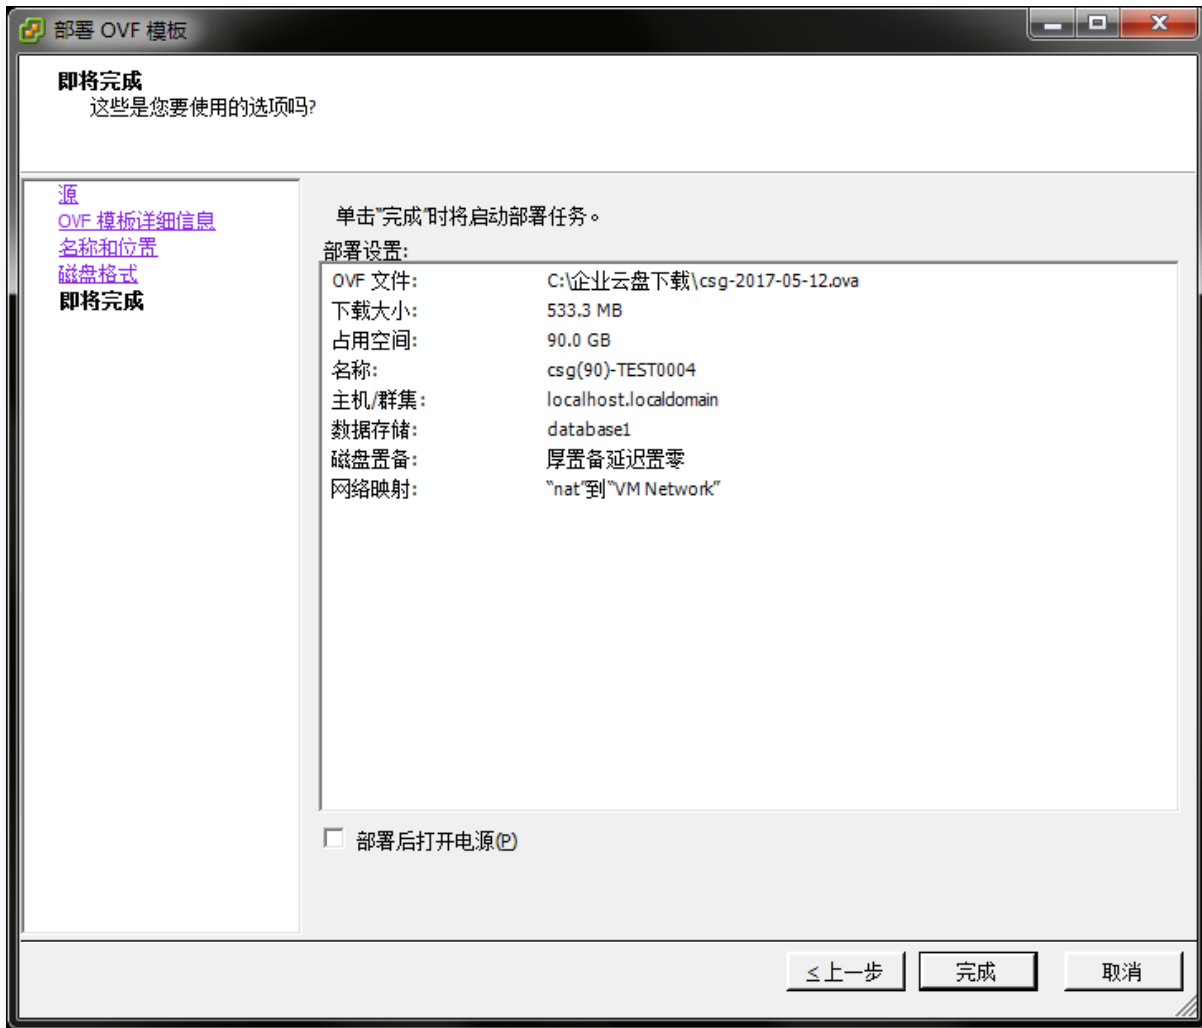 部署 OVF 模板
即将完成
这些是您要使用的选项吗?
源
OVF 模板详细信息
名称和位置
磁盘格式
即将完成
单击"完成"时将启动部署任务。
部署设置:
OVF 文件: C:\企业云盘下载\csg-2017-05-12.ova
下载大小: 533.3 MB
占用空间: 90.0 GB
名称: csg(90)-TEST0004
主机/群集: localhost.localdomain
数据存储: database1
磁盘置备: 厚置备延迟置零
网络映射: “nat”到“VM Network”
部署后打开电源(P)
≤上一步 完成 取消